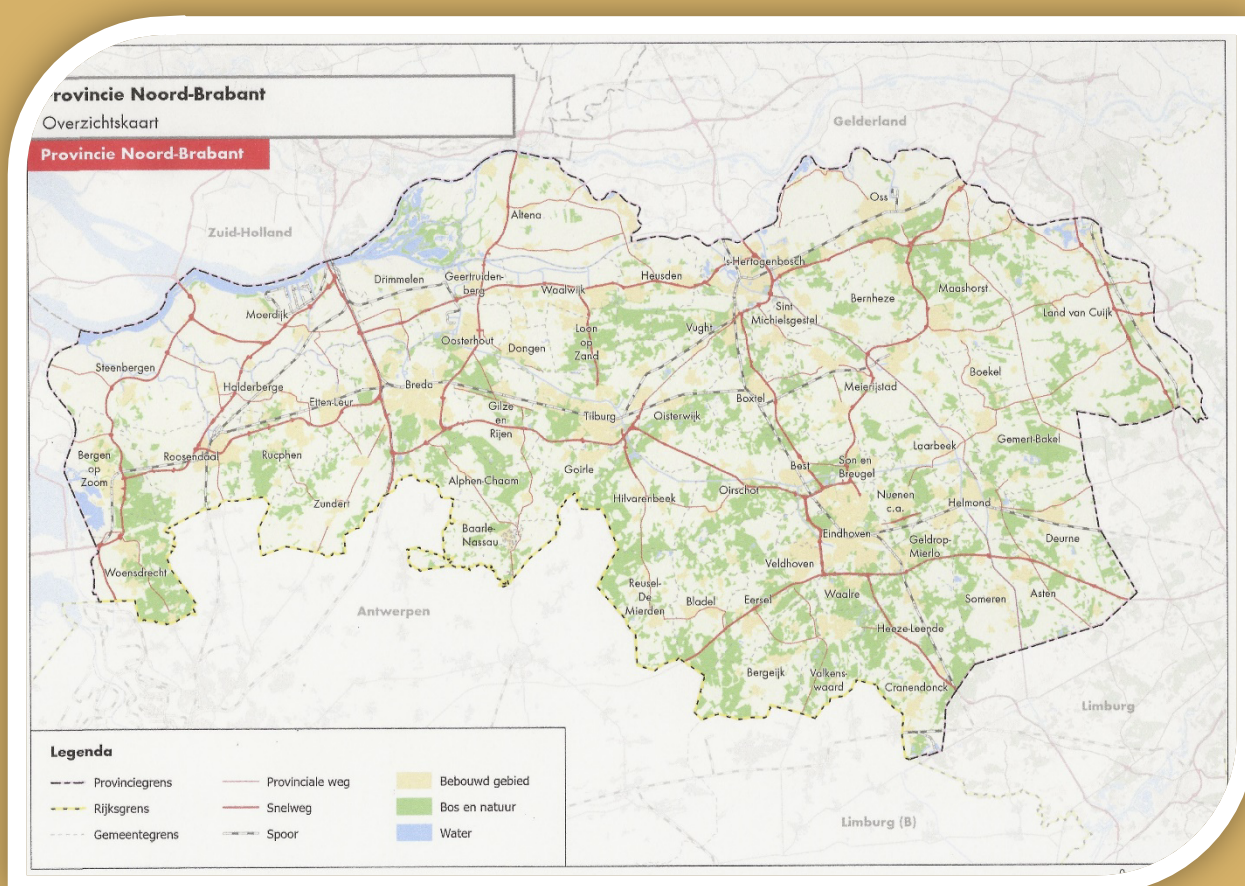 rovincie Noord-Brabant
Overzichtskaart
Provincie Noord-Brabant
Gelderland
Zuid-Holland
Oss
Altena
's-Hertogenbosch
Drimmelen
Geertruiden-
berg
Heusden
Waalwijk
Bernheze
Maashorst
Moerdijk
Sint
Michielsgestel
Land van Cuijk
Vught
Loon
op
Zand
Oosterhout
Dongen
Steenbergen
Halderberge
Etten-Leur
Breda
Boekel
Meierijstad
Boxtel
Gilze
en
Rijen
Tilburg
Oisterwijk
Gemert-Bakel
Laarbeek
Bergen
op
Zoom
Roosendaal
Rucphen
Goirle
Best
Son en
Breugel
Alphen-Chaam
Oirschot
Hilvarenbeek
Nuenen
c.a.
Helmond
Zundert
Baarle-
Nassau
Eindhoven
Geldrop-
Mierlo
Deurne
Veldhoven
Woensdrecht
Reusel-
De
Mierden
Bladel
Eersel
Waalre
Someren
Asten
Antwerpen
Heeze-Leende
Bergeijk
Valkens-
waard
Cranendonck
Limburg
Limburg (B)
Legenda
Provinciegrens
Rijksgrens
Gemeentegrens
Provinciale weg
Snelweg
Spoor
Bebouwd gebied
Bos en natuur
Water